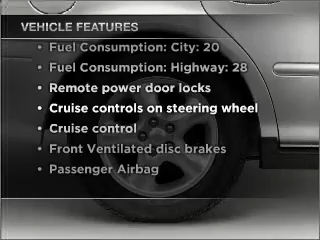 VEHICLE FEATURES
• Fuel Consumption: City: 20
• Fuel Consumption: Highway: 28
• Remote power door locks
• Cruise controls on steering wheel
• Cruise control
• Front Ventilated disc brakes
• Passenger Airbag